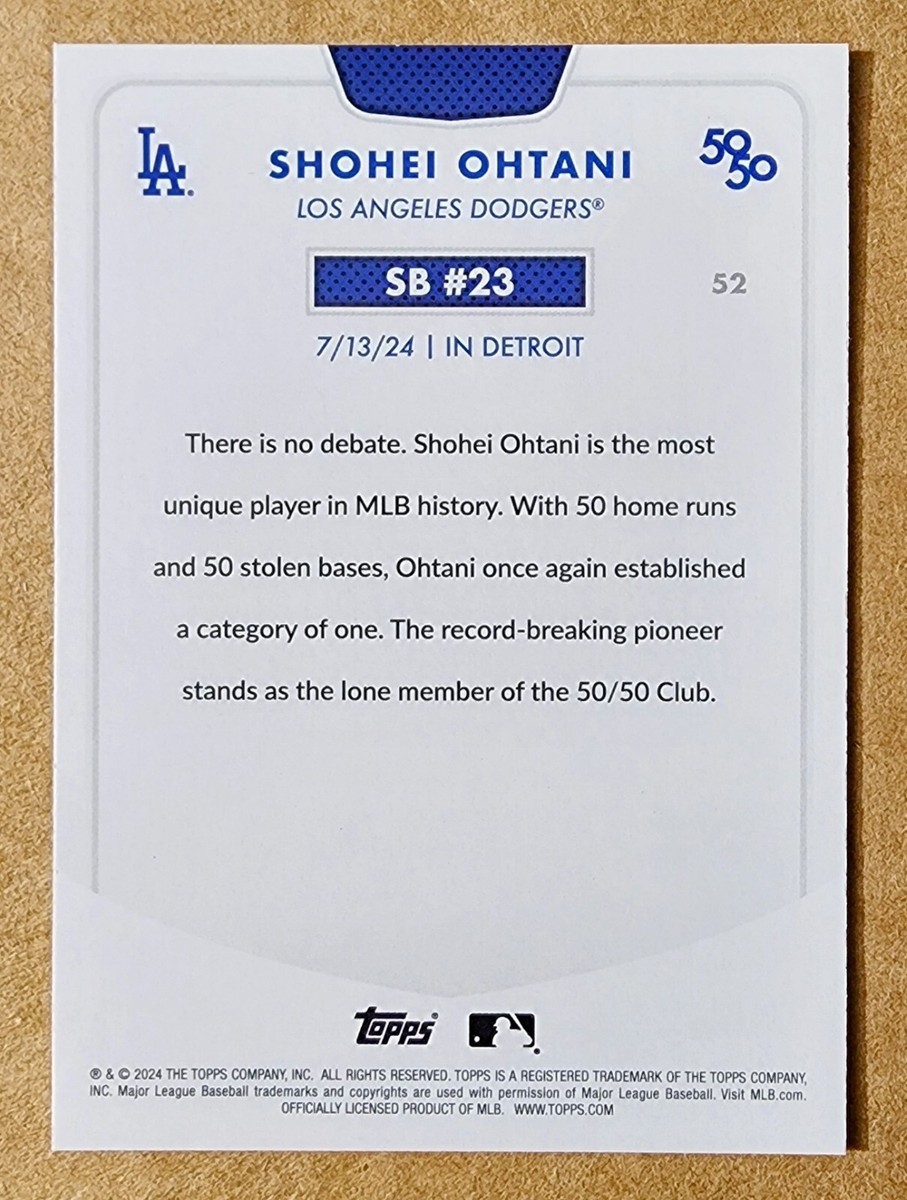 LA
SHOHEI OHTANI
50
50
LOS ANGELES DODGERS®
SB #23
52
7/13/24 | IN DETROIT
There is no debate. Shohei Ohtani is the most
unique player in MLB history. With 50 home runs
and 50 stolen bases, Ohtani once again established
a category of one. The record-breaking pioneer
stands as the lone member of the 50/50 Club.
topps
® & © 2024 THE TOPPS COMPANY, INC. ALL RIGHTS RESERVED. TOPPS IS A REGISTERED TRADEMARK OF THE TOPPS COMPANY,
INC. Major League Baseball trademarks and copyrights are used with permission of Major League Baseball. Visit MLB.com.
OFFICIALLY LICENSED PRODUCT OF MLB. WWW.TOPPS.COM